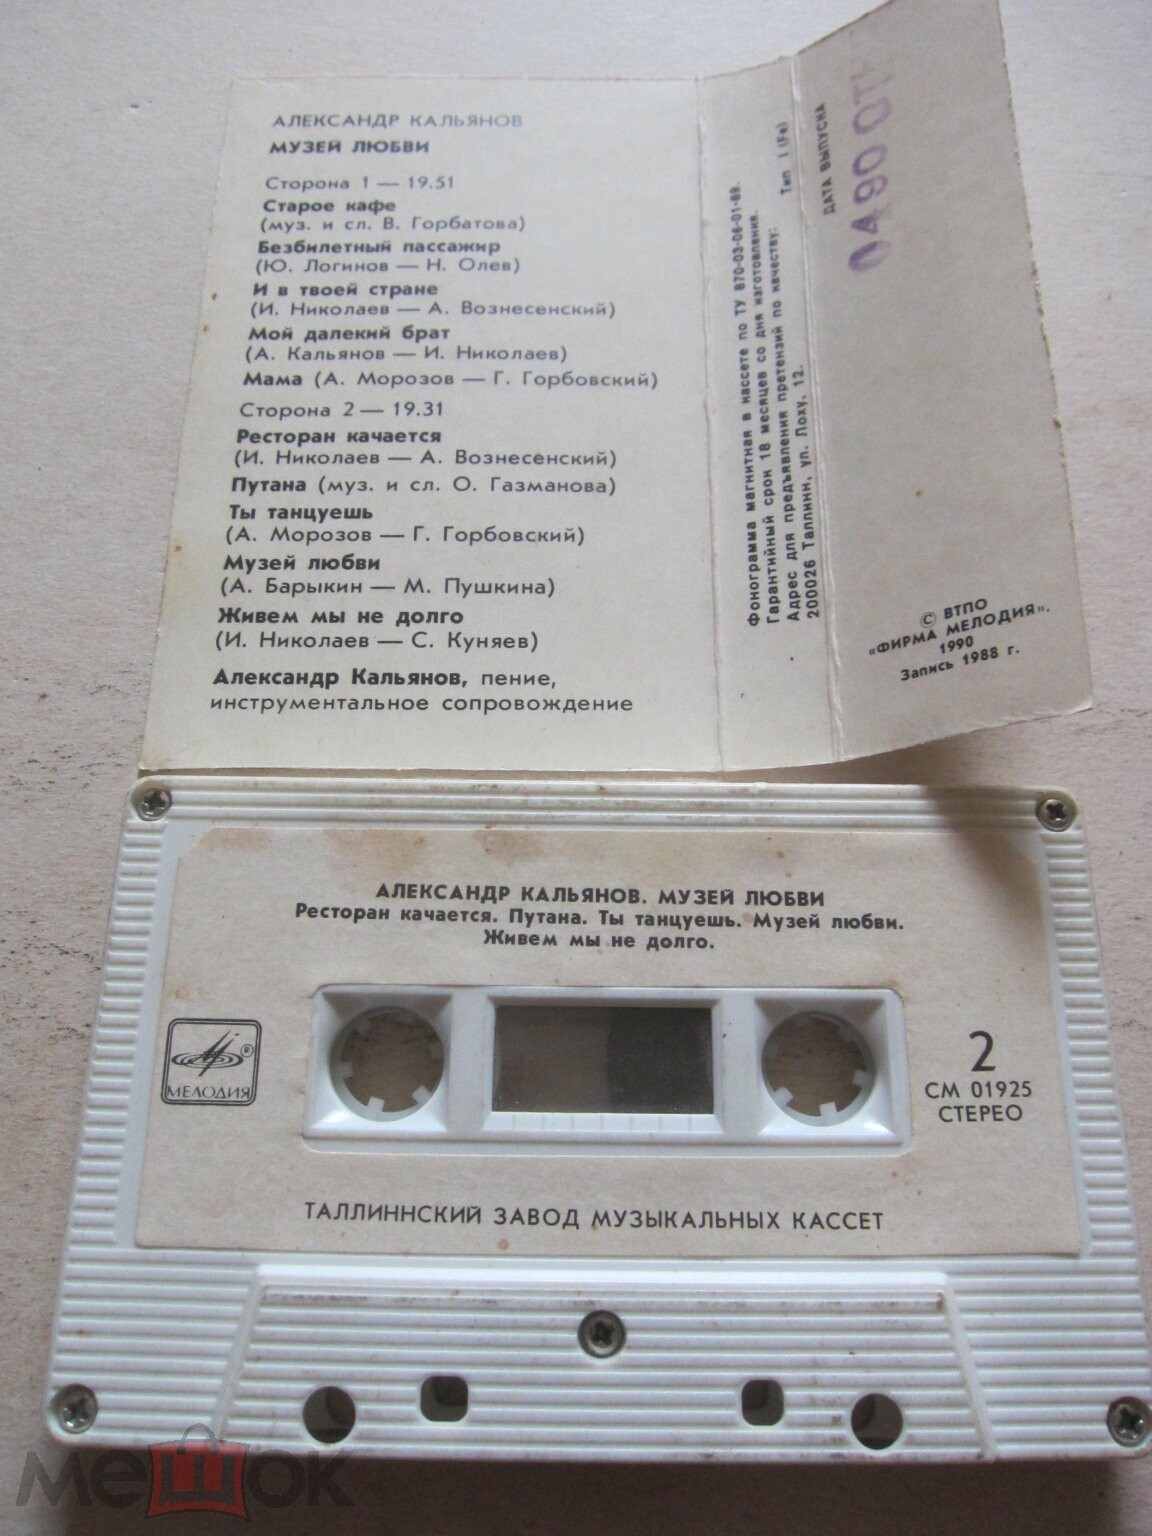 АЛЕКСАНДР КАЛЬЯНОВ
МУЗЕЙ ЛЮБВИ
Сторона 1 — 19.51
Старое кафе
(муз. и сл. В. Горбатова)
Безбилетный пассажир
(Ю. Логинов — Н. Олев)
И в твоей стране
(И. Николаев — А. Вознесенский)
Мой далекий брат
(А. Кальянов — И. Николаев)
Мама (А. Морозов — Г. Горбовский)
Сторона 2 — 19.31
Ресторан качается
(И. Николаев — А. Вознесенский)
Путана (муз. и сл. О. Газманова)
Ты танцуешь
(А. Морозов — Г. Горбовский)
Музей любви
(А. Барыкин — М. Пушкина)
Живем мы не долго
(И. Николаев — С. Куняев)
Александр Кальянов, пение,
инструментальное сопровождение
Фонограмма магнитная в кассете по ТУ 870-03-06-01-89.
Гарантийный срок 18 месяцев со дня изготовления.
Адрес для предъявления претензий по качеству: Тип I (Fe)
200026 Таллинн, ул. Лоху, 12.
ДАТА ВЫПУСКА
0490 ОТК
© ВТПО
«ФИРМА МЕЛОДИЯ».
1990
Запись 1988 г.
АЛЕКСАНДР КАЛЬЯНОВ. МУЗЕЙ ЛЮБВИ
Ресторан качается. Путана. Ты танцуешь. Музей любви.
Живем мы не долго.
МЕЛОДИЯ
®
2
СМ 01925
СТЕРЕО
ТАЛЛИННСКИЙ ЗАВОД МУЗЫКАЛЬНЫХ КАССЕТ
мешок